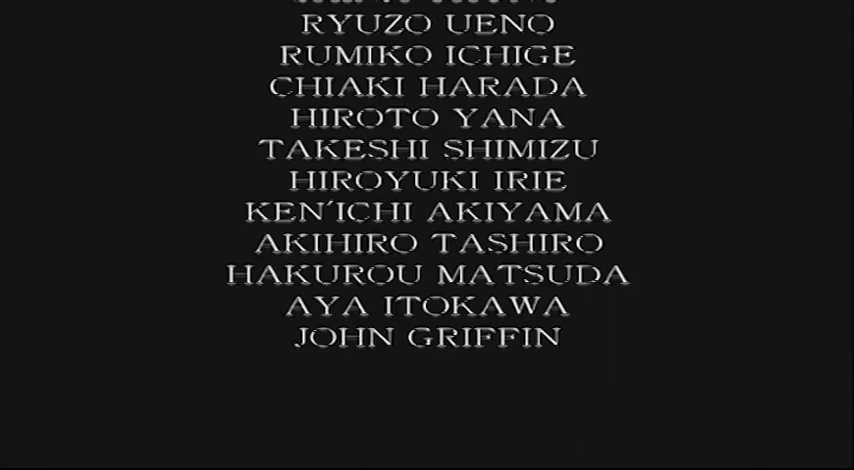 RYUZO UENO
RUMIKO ICHIGE
CHIAKI HARADA
HIROTO YANA
TAKESHI SHIMIZU
HIROYUKI IRIE
KEN'ICHI AKIYAMA
AKIHIRO TASHIRO
HAKUROU MATSUDA
AYA ITOKAWA
JOHN GRIFFIN